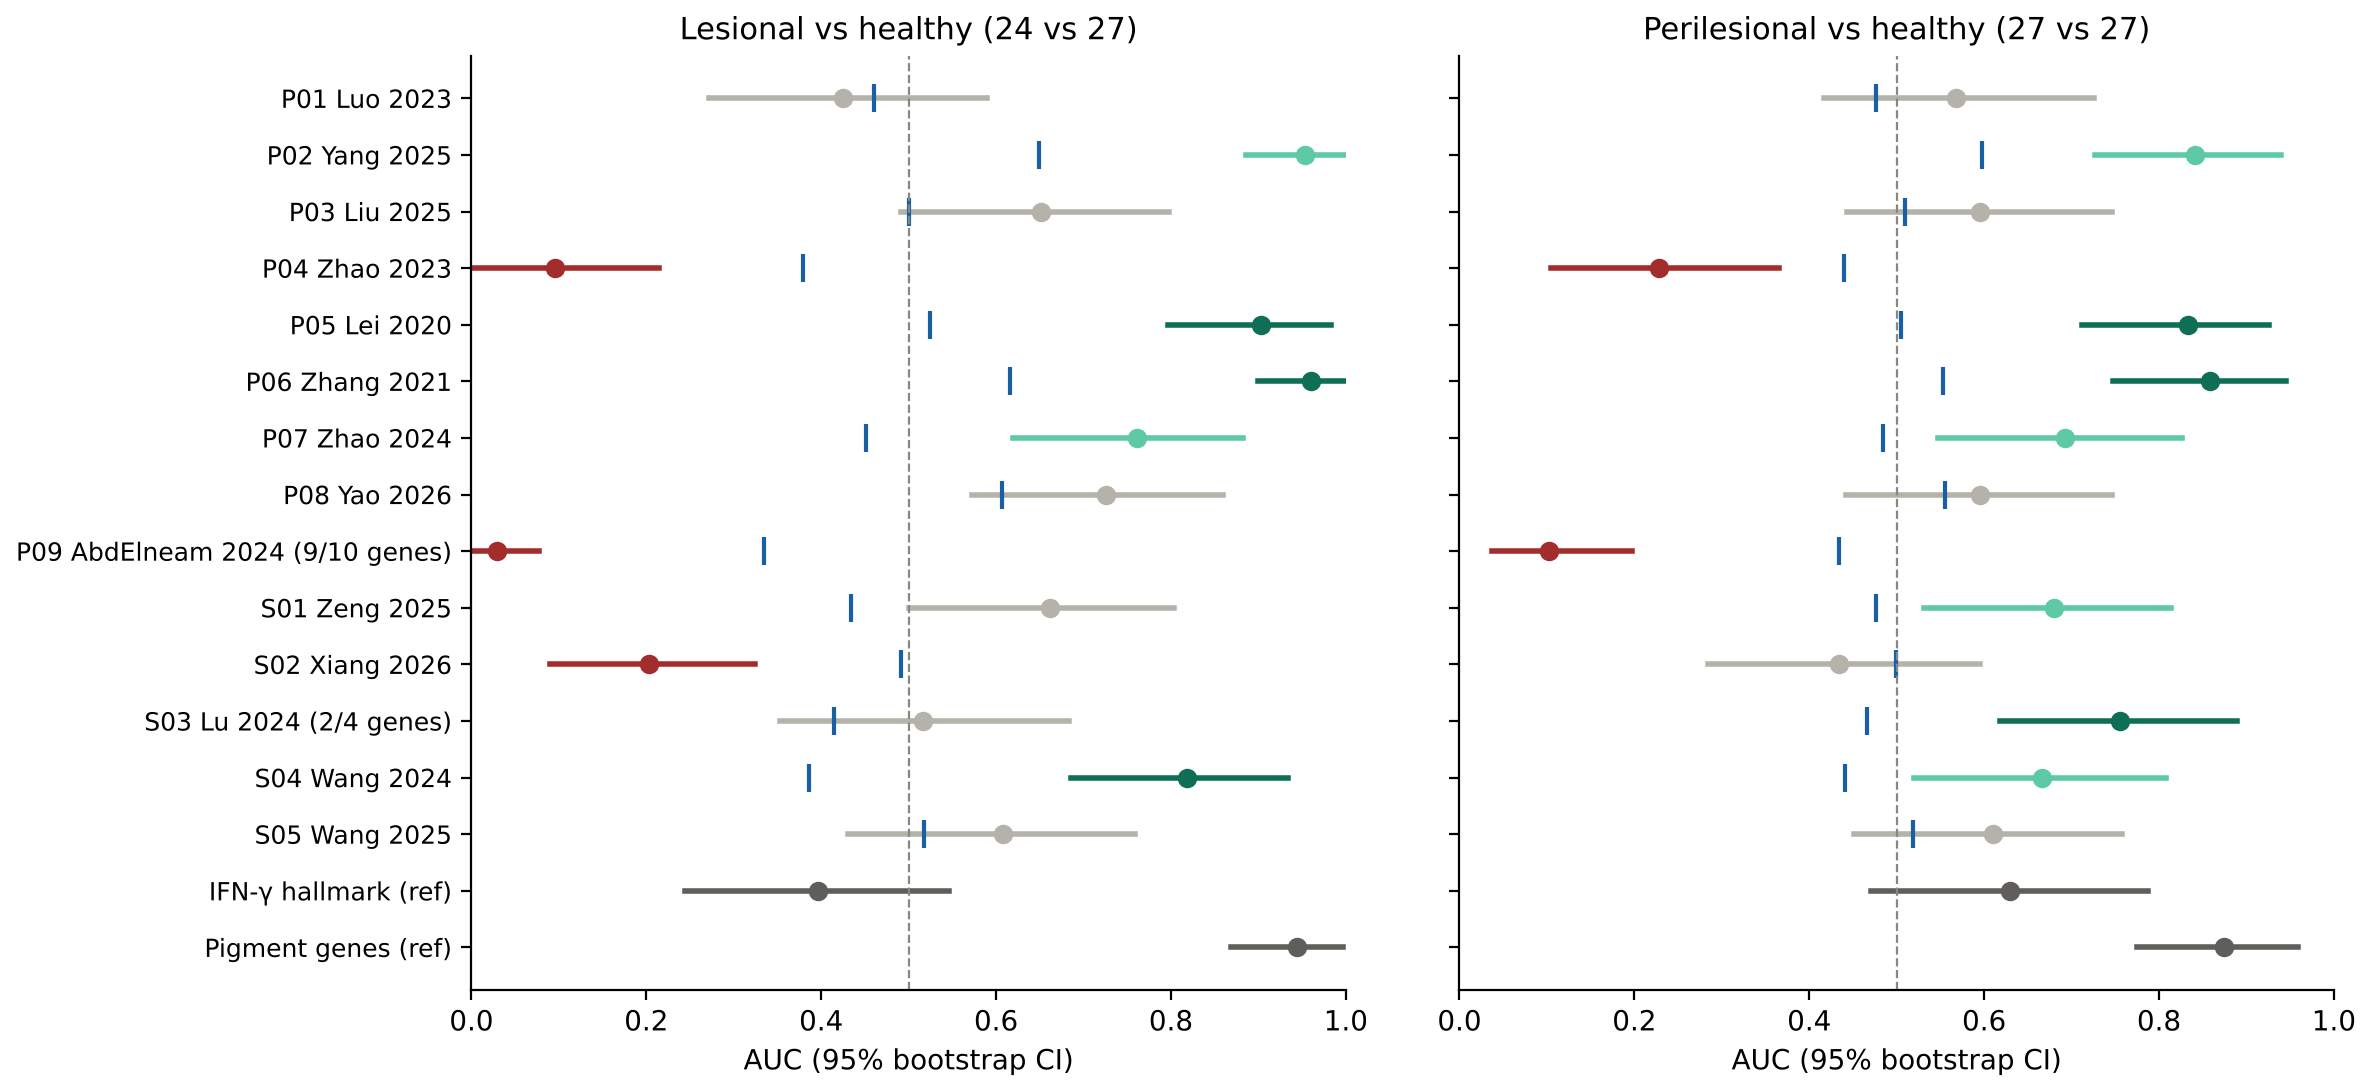 Lesional vs healthy (24 vs 27)
Perilesional vs healthy (27 vs 27)
P01 Luo 2023
P02 Yang 2025
P03 Liu 2025
P04 Zhao 2023
P05 Lei 2020
P06 Zhang 2021
P07 Zhao 2024
P08 Yao 2026
P09 AbdElneam 2024 (9/10 genes)
S01 Zeng 2025
S02 Xiang 2026
S03 Lu 2024 (2/4 genes)
S04 Wang 2024
S05 Wang 2025
IFN-γ hallmark (ref)
Pigment genes (ref)
0.0 0.2 0.4 0.6 0.8 1.0
AUC (95% bootstrap CI)
0.0 0.2 0.4 0.6 0.8 1.0
AUC (95% bootstrap CI)